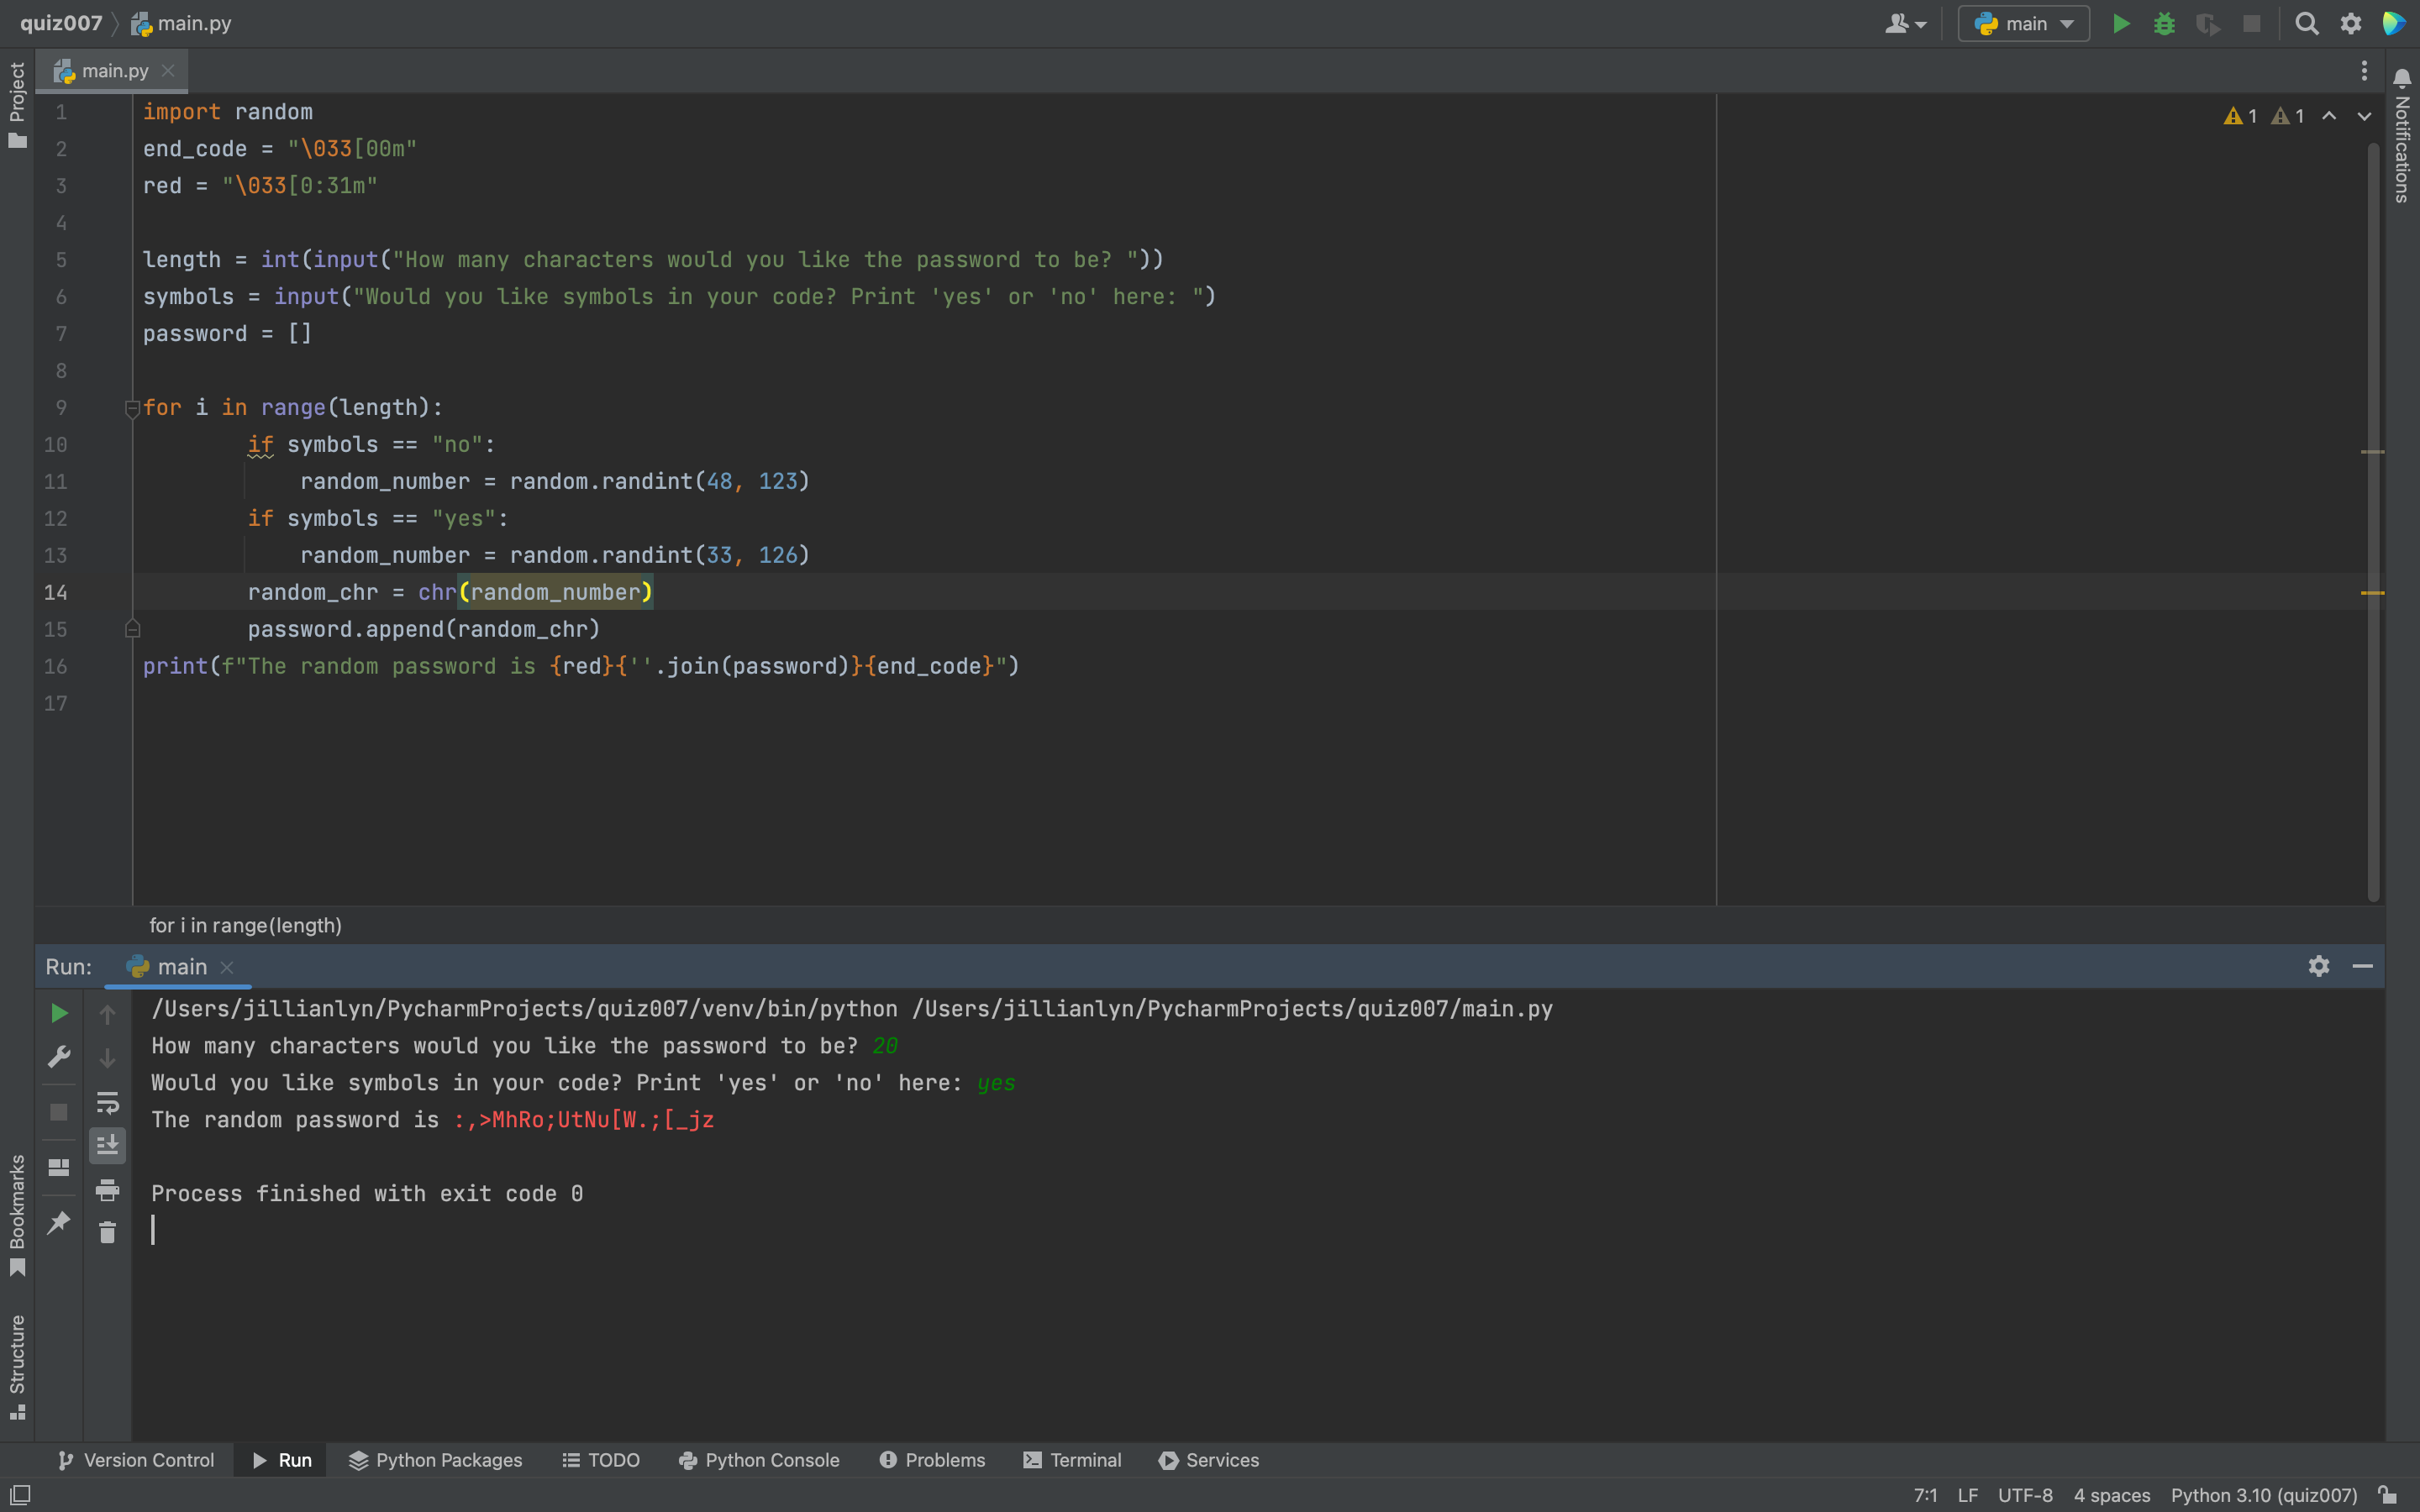 quiz007 main.py
main
main.py
Project
Notifications
1 1
1 import random
2 end_code = "\033[00m"
3 red = "\033[0:31m"
4
5 length = int(input("How many characters would you like the password to be? "))
6 symbols = input("Would you like symbols in your code? Print 'yes' or 'no' here: ")
7 password = []
8
9 for i in range(length):
10 if symbols == "no":
11 random_number = random.randint(48, 123)
12 if symbols == "yes":
13 random_number = random.randint(33, 126)
14 random_chr = chr(random_number)
15 password.append(random_chr)
16 print(f"The random password is {red}{''.join(password)}{end_code}")
17
for i in range(length)
Run: main
/Users/jillianlyn/PycharmProjects/quiz007/venv/bin/python /Users/jillianlyn/PycharmProjects/quiz007/main.py
How many characters would you like the password to be? 20
Would you like symbols in your code? Print 'yes' or 'no' here: yes
The random password is :,>MhRo;UtNu[W.;[_jz
Process finished with exit code 0
Bookmarks
Structure
Version Control Run Python Packages TODO Python Console Problems Terminal Services
7:1 LF UTF-8 4 spaces Python 3.10 (quiz007)